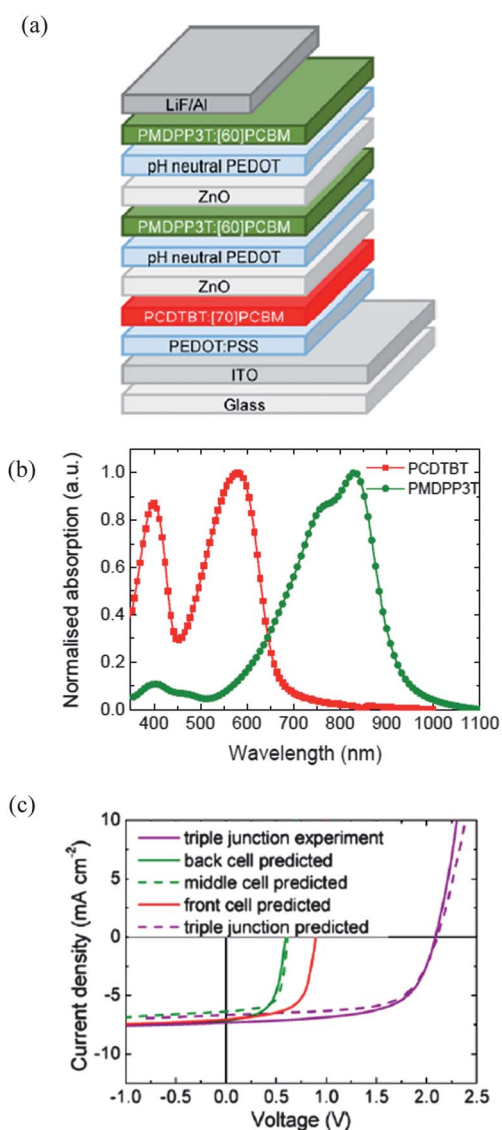 (a)
LiF/Al
PMDPP3T:[60]PCBM
pH neutral PEDOT
ZnO
PMDPP3T:[60]PCBM
pH neutral PEDOT
ZnO
PCDTBT:[70]PCBM
PEDOT:PSS
ITO
Glass
(b)
Normalised absorption (a.u.)
1.0
0.8
0.6
0.4
0.2
0.0
PCDTBT
PMDPP3T
400 500 600 700 800 900 1000 1100
Wavelength (nm)
(c)
Current density (mA cm-2)
10
5
0
-5
-10
triple junction experiment
back cell predicted
middle cell predicted
front cell predicted
triple junction predicted
-1.0 -0.5 0.0 0.5 1.0 1.5 2.0 2.5
Voltage (V)